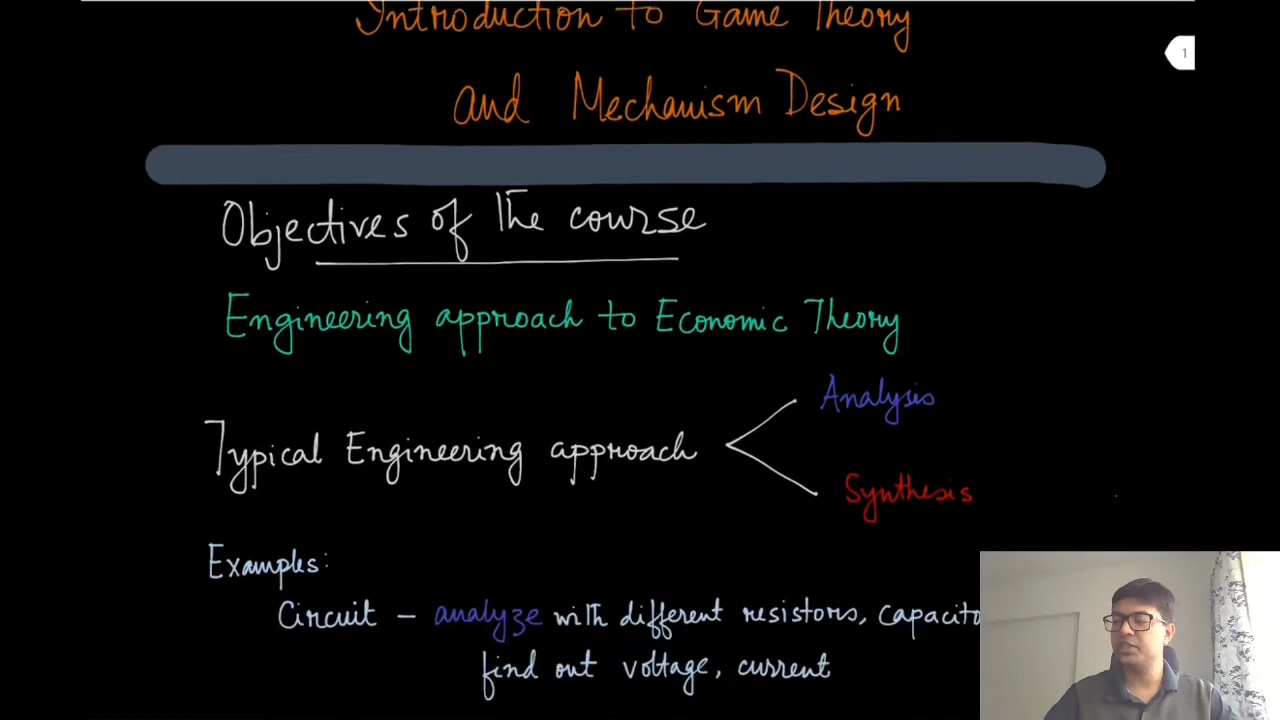 Introduction to Game Theory
and Mechanism Design
1
Objectives of the course
Engineering approach to Economic Theory
Analysis
Typical Engineering approach
Synthesis
Examples:
Circuit – analyze with different resistors,
find out voltage, current